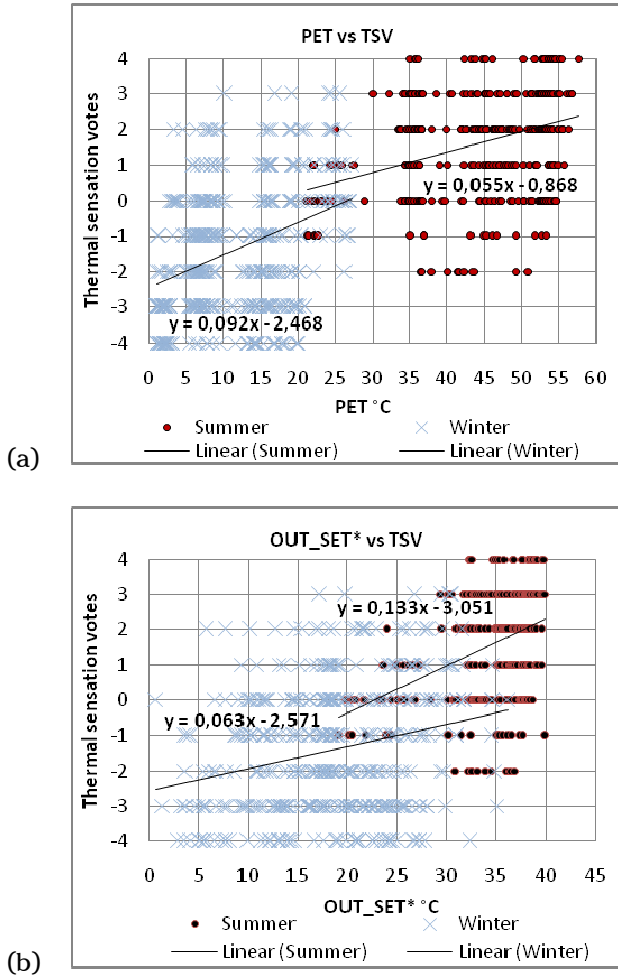 PET vs TSV
4
3
2
1
0
-1
-2
-3
-4
Thermal sensation votes
y = 0,055x - 0,868
y = 0,092x - 2,468
0 5 10 15 20 25 30 35 40 45 50 55 60
PET °C
Summer Winter
Linear (Summer) Linear (Winter)
(a)
OUT_SET* vs TSV
4
3
2
1
0
-1
-2
-3
-4
Thermal sensation votes
y = 0,133x - 3,051
y = 0,063x - 2,571
0 5 10 15 20 25 30 35 40 45
OUT_SET* °C
Summer Winter
Linear (Summer) Linear (Winter)
(b)